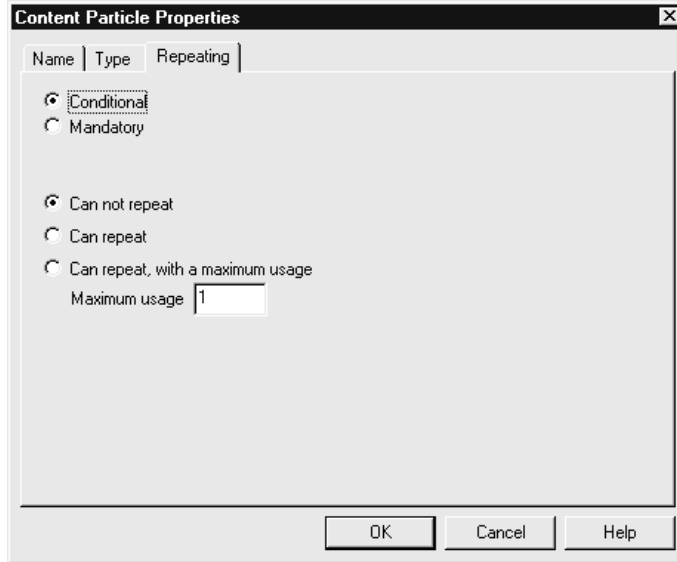 Content Particle Properties
Name Type Repeating
Conditional
Mandatory
Can not repeat
Can repeat
Can repeat, with a maximum usage
Maximum usage 1
OK Cancel Help